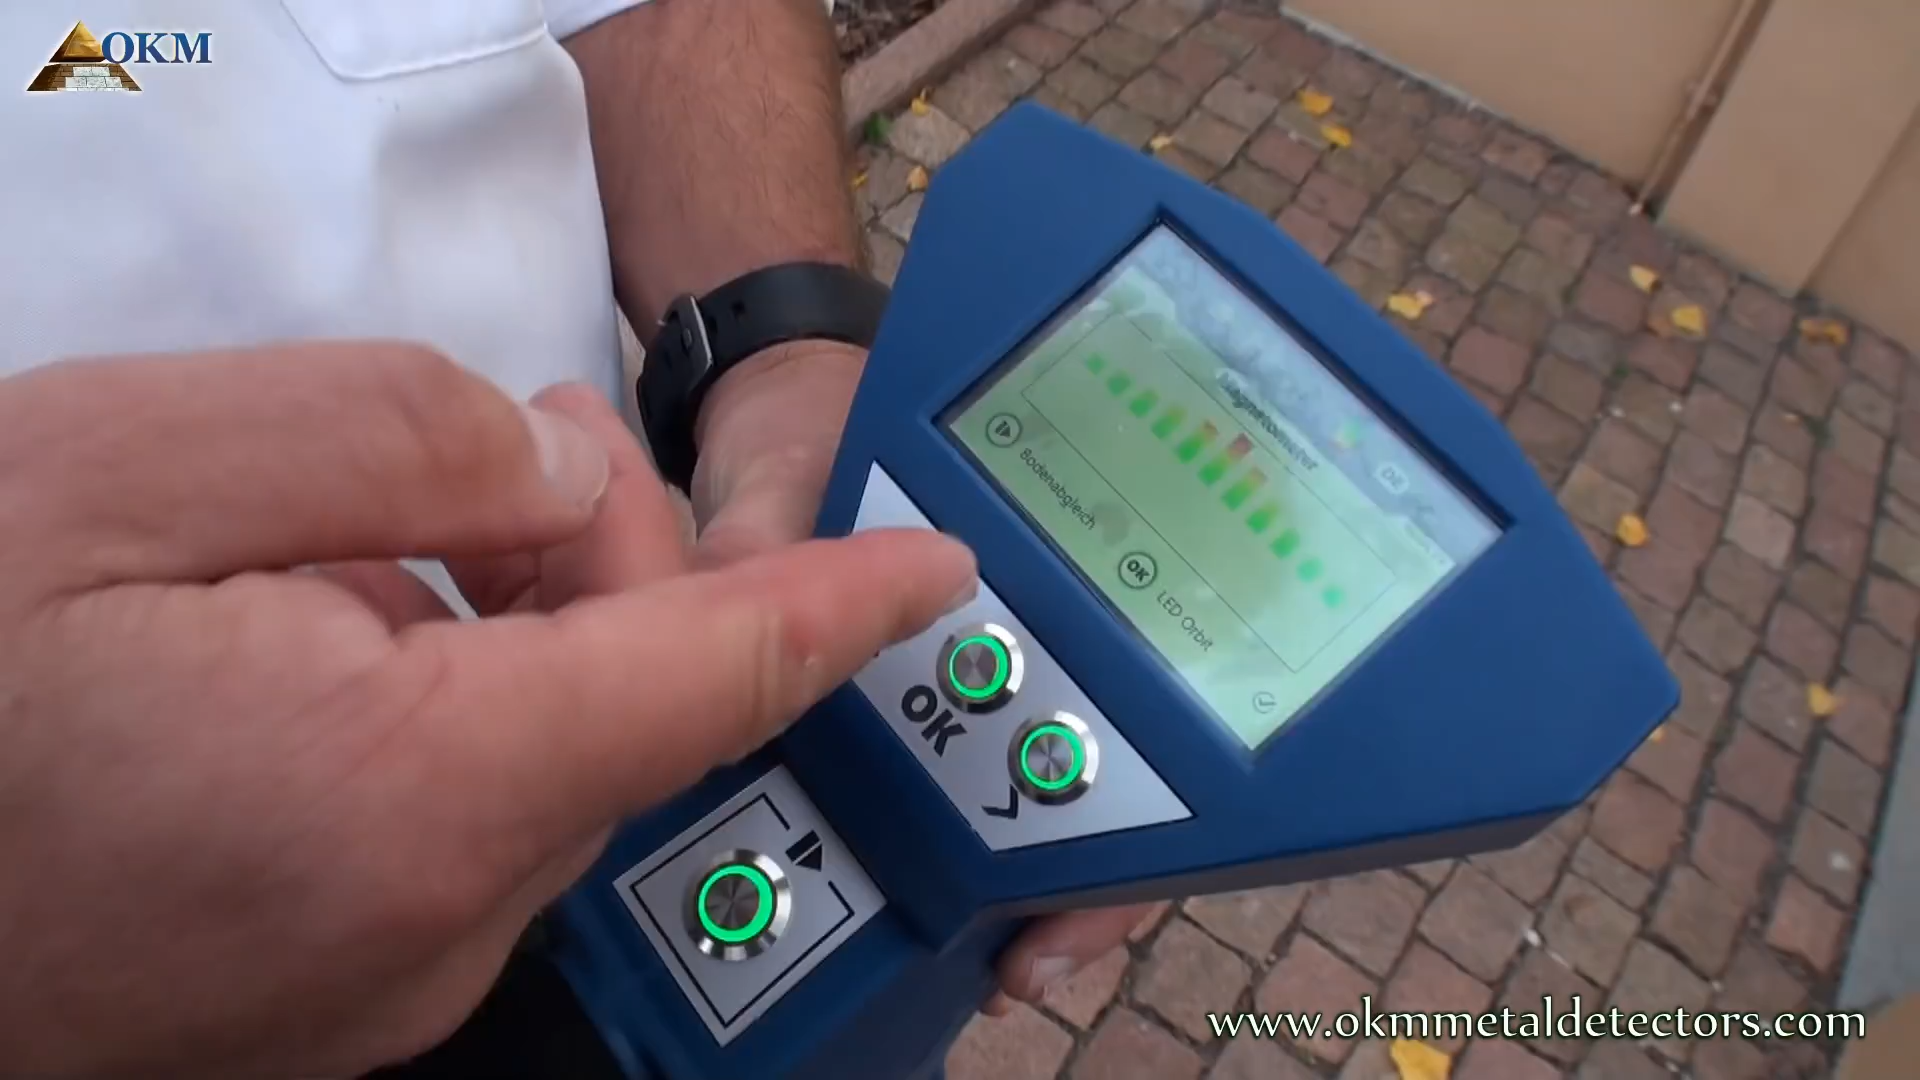 OKM
Magnetometer
Bodenabgleich
OK
LED Orbit
OK
www.okmmetaldetectors.com